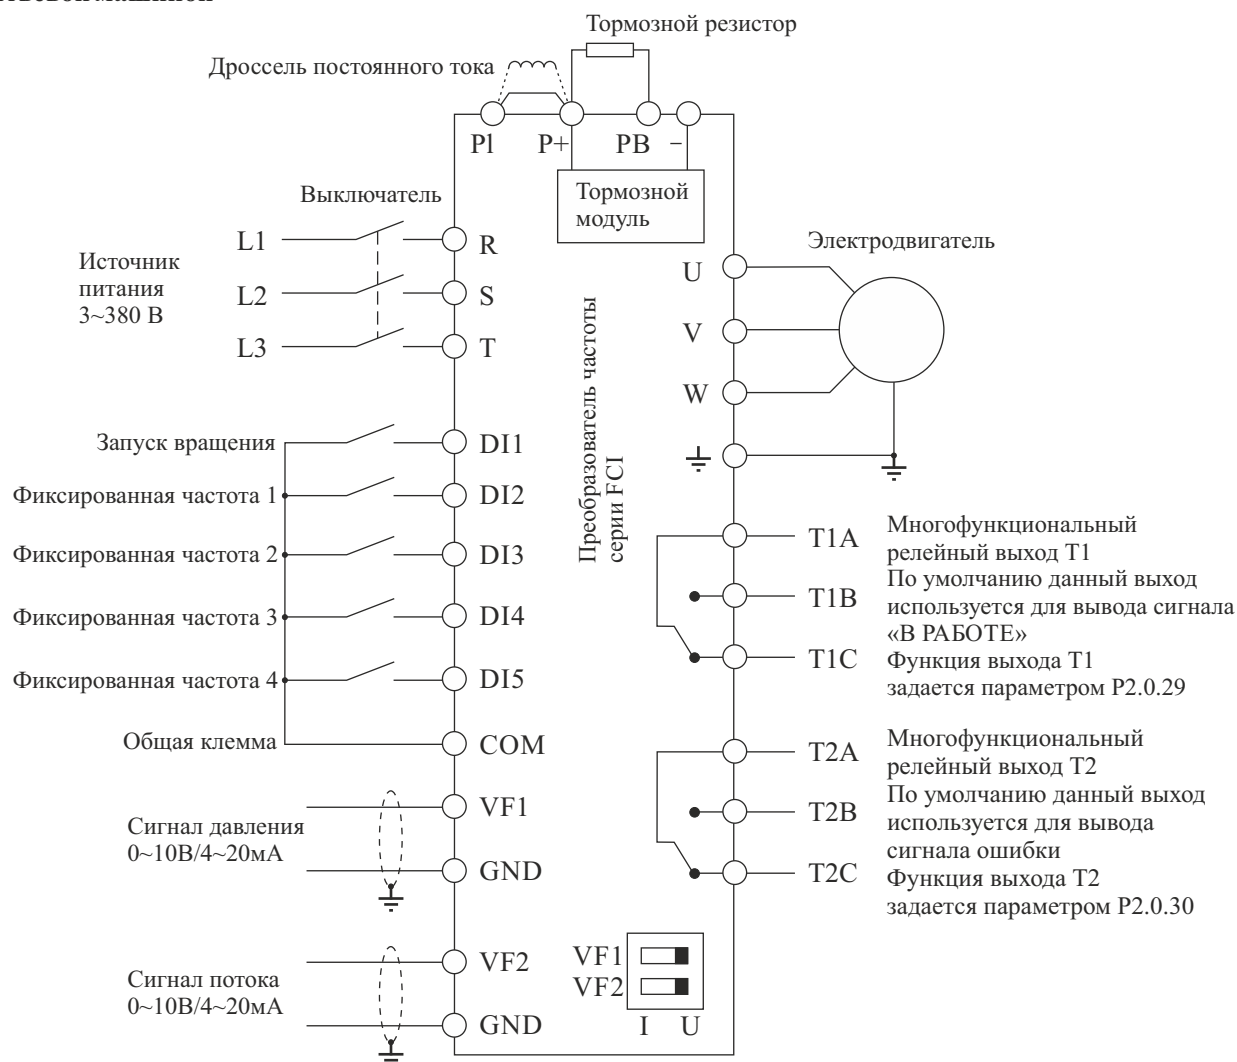 Тормозной резистор
Дроссель постоянного тока
P1
P+
PB
-
Тормозной
модуль
Выключатель
L1
R
Источник
питания
3~380 В
L2
S
L3
T
Электродвигатель
U
V
W
Преобразователь частоты
серии FCI
Запуск вращения
DI1
Фиксированная частота 1
DI2
Фиксированная частота 2
DI3
Фиксированная частота 3
DI4
Фиксированная частота 4
DI5
Общая клемма
COM
Сигнал давления
0~10В/4~20мА
VF1
GND
Сигнал потока
0~10В/4~20мА
VF2
GND
T1A
T1B
T1C
Многофункциональный
релейный выход T1
По умолчанию данный выход
используется для вывода сигнала
«В РАБОТЕ»
Функция выхода T1
задается параметром P2.0.29
T2A
T2B
T2C
Многофункциональный
релейный выход T2
По умолчанию данный выход
используется для вывода
сигнала ошибки
Функция выхода T2
задается параметром P2.0.30
VF1
VF2
I U